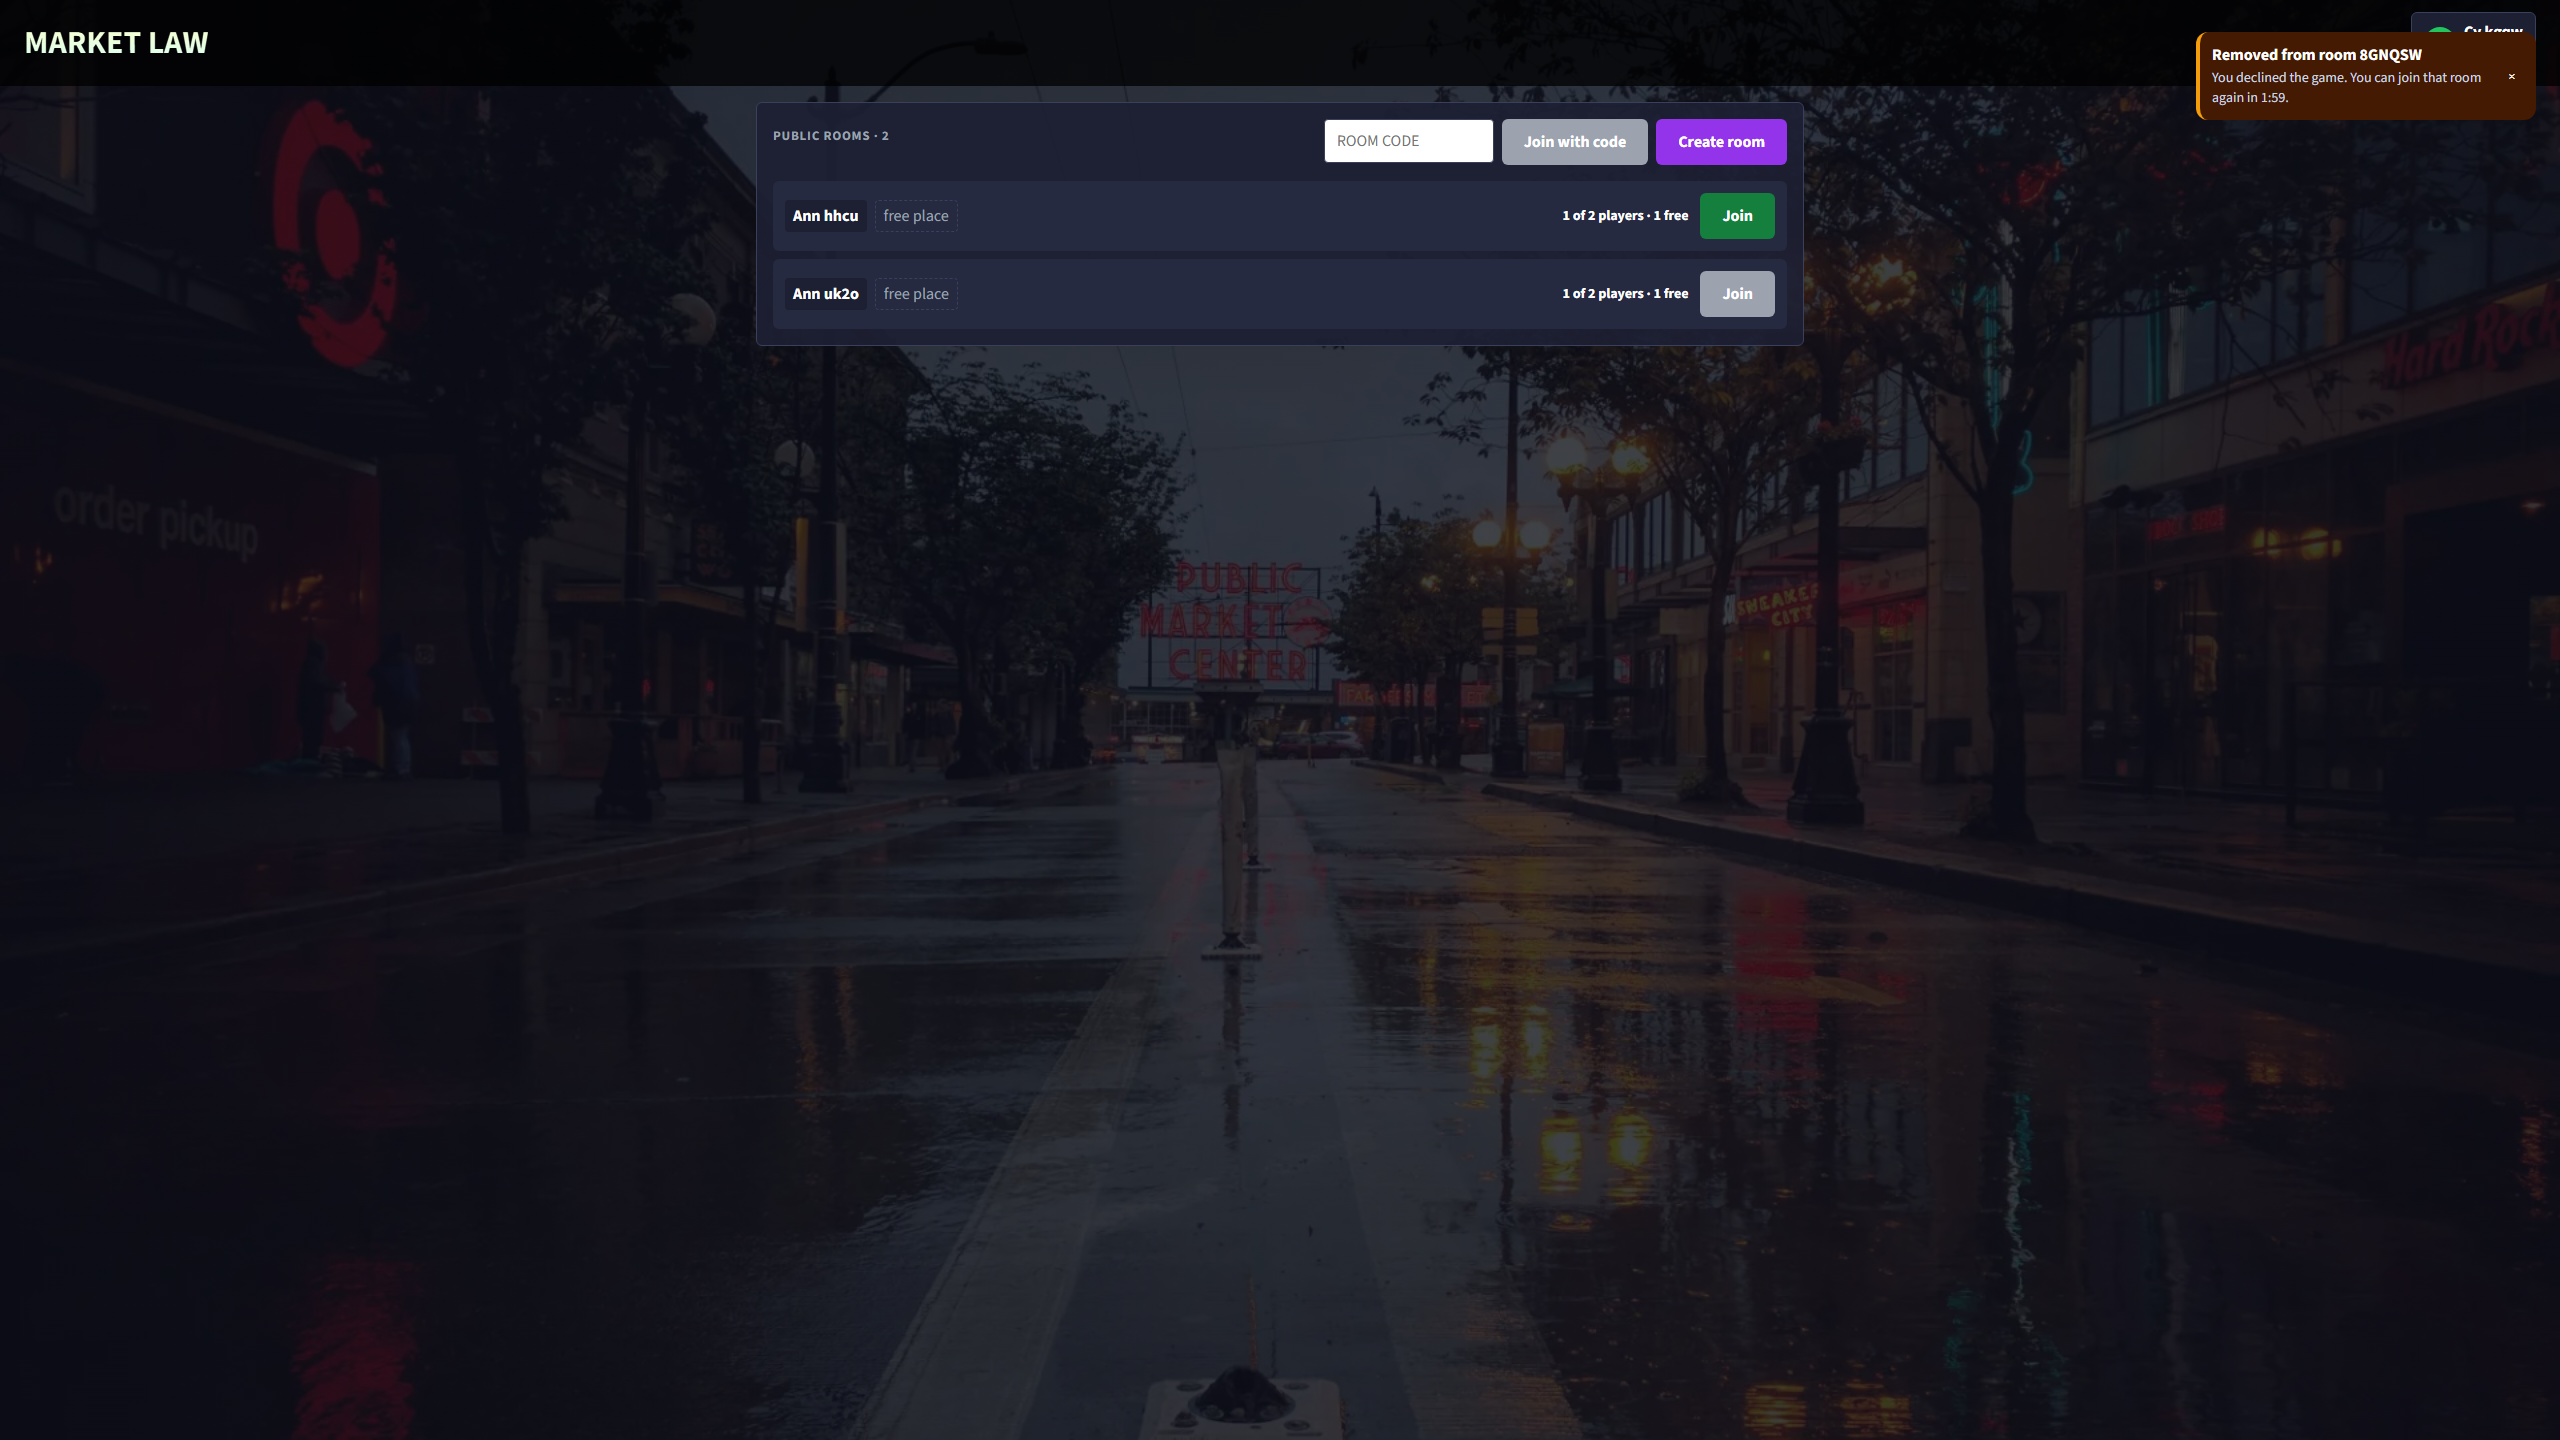 MARKET LAW
Removed from room 8GNQSW
You declined the game. You can join that room
again in 1:59.
×
PUBLIC ROOMS · 2
ROOM CODE
Join with code
Create room
Ann hhcu
free place
1 of 2 players · 1 free
Join
Ann uk2o
free place
1 of 2 players · 1 free
Join
order pickup
Hard Rock
PUBLIC
MARKET
CENTER
SNEAKER
CITY